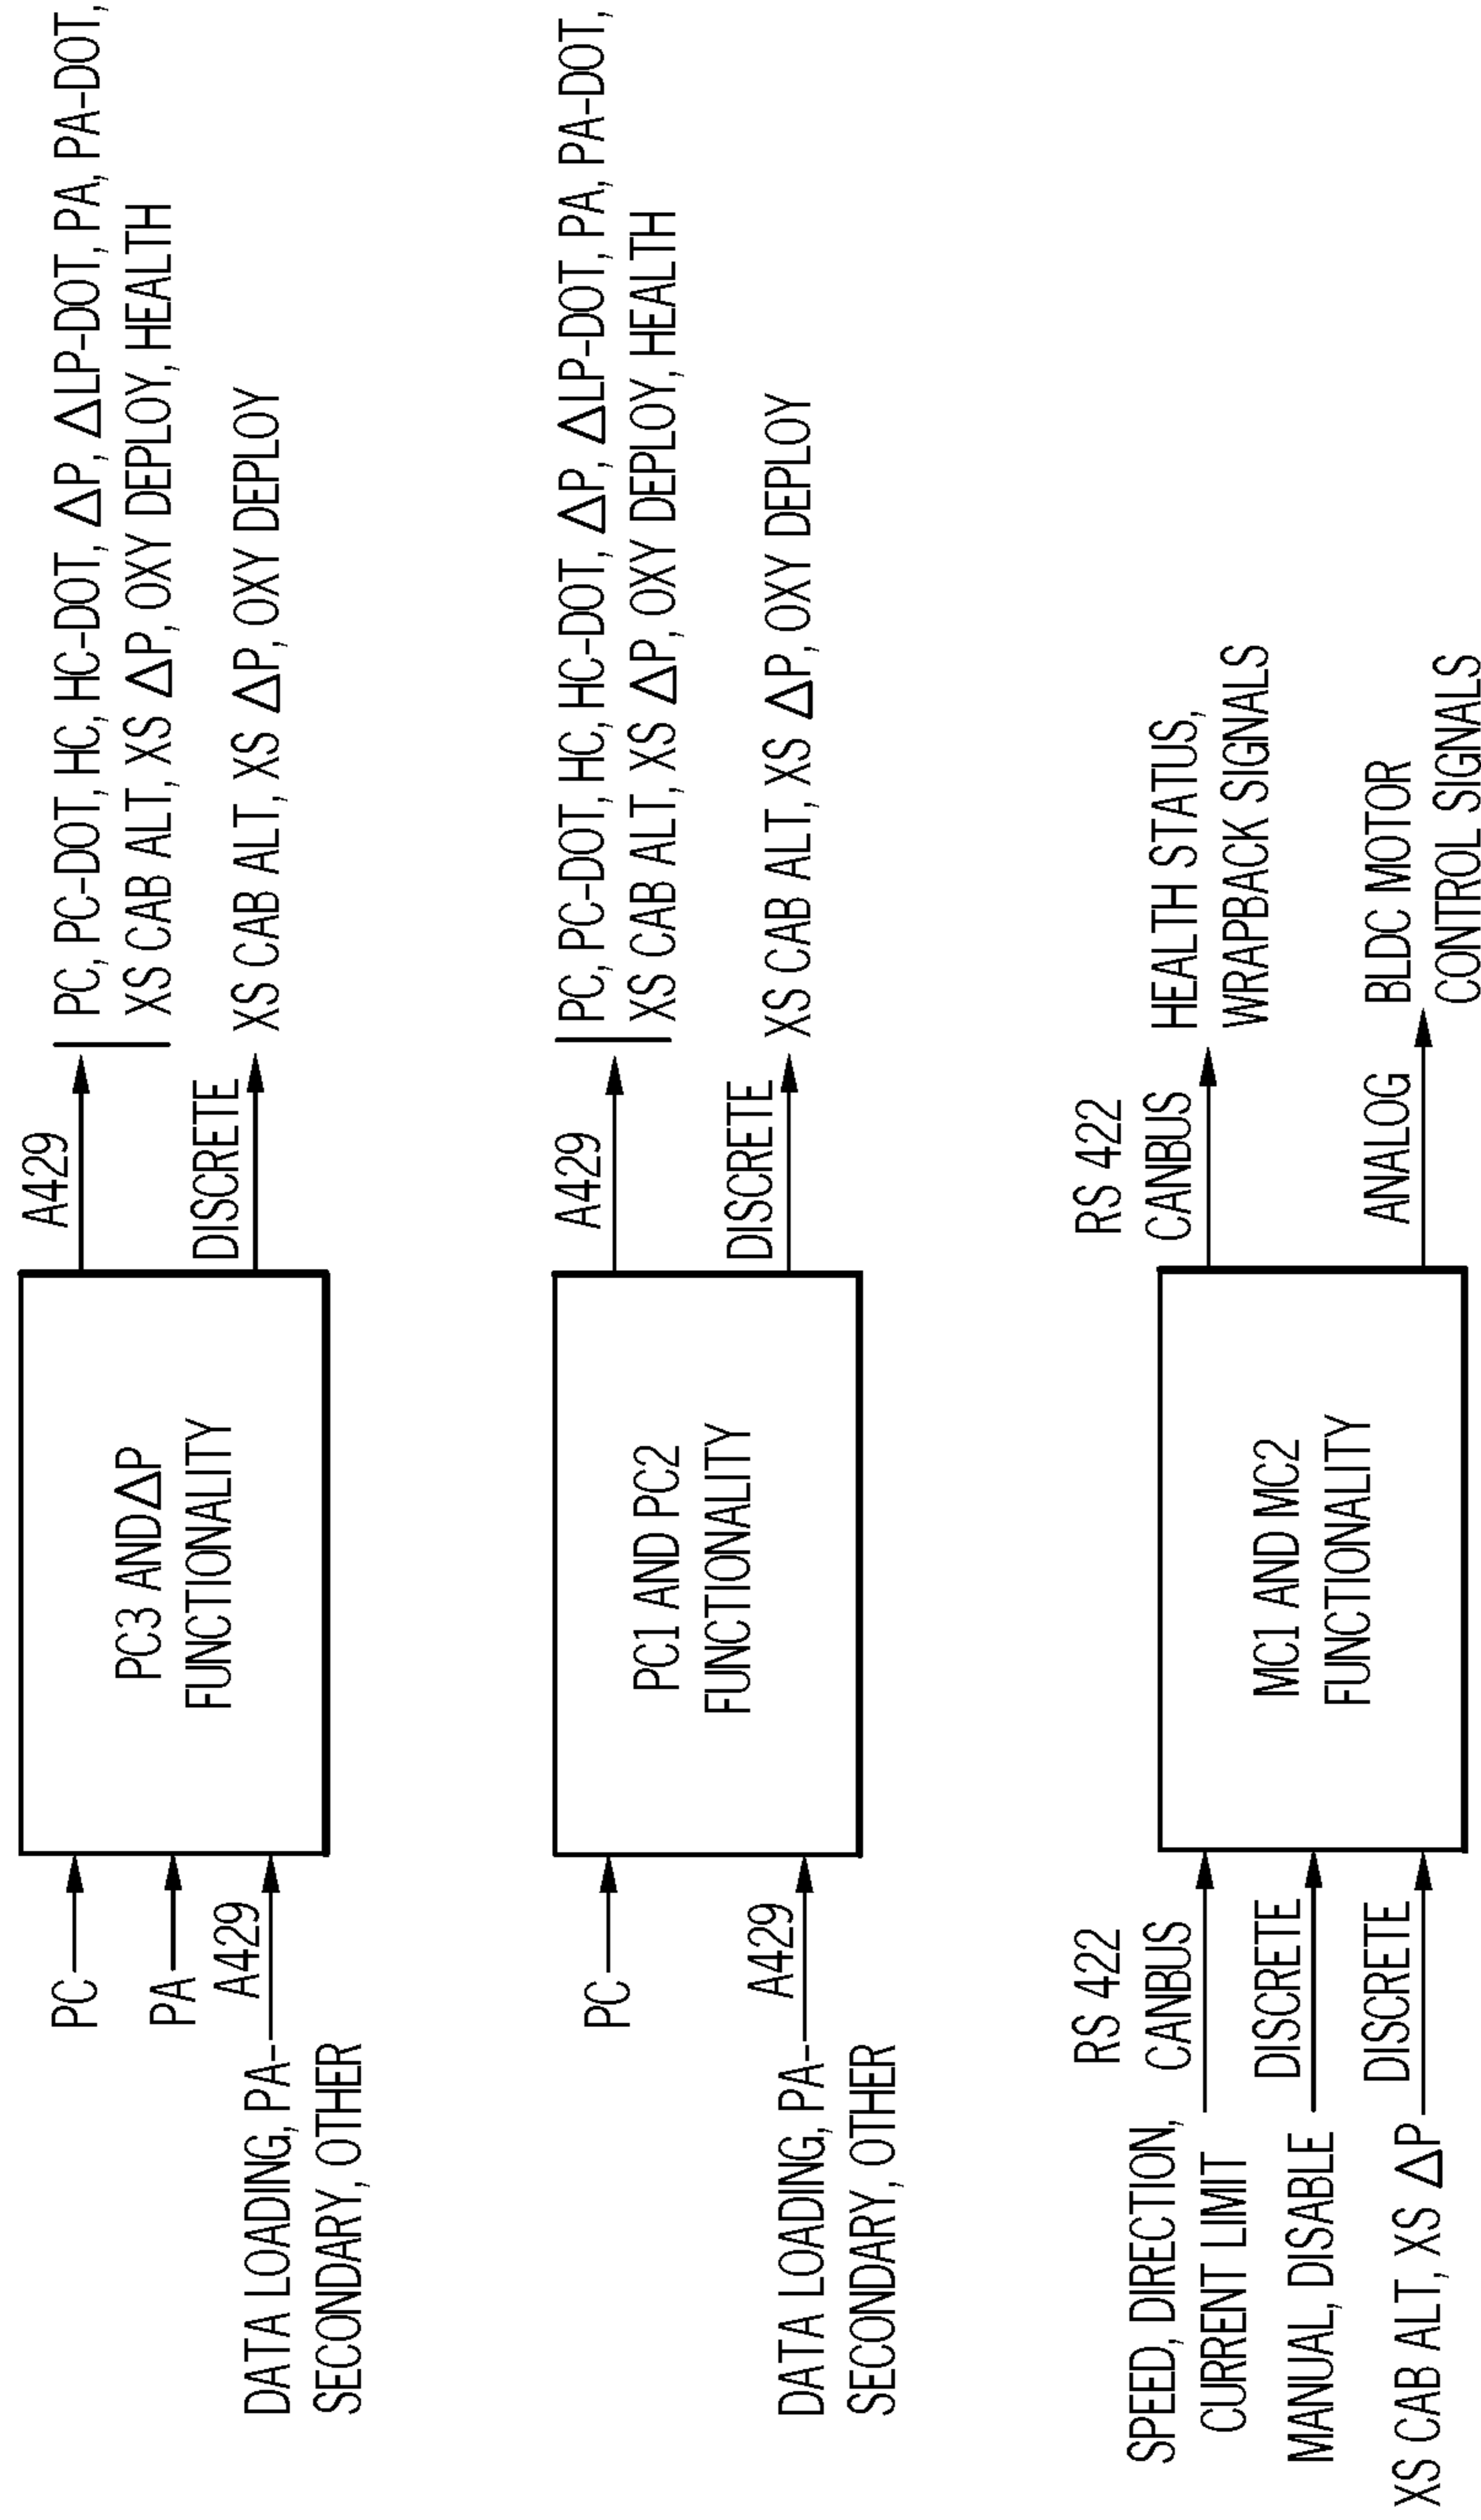 PC
PA
A429
DATA LOADING, PA-
SECONDARY, OTHER
PC3 AND ΔP
FUNCTIONALITY
A429
PC, PC-DOT, HC, HC-DOT, ΔP, ΔLP-DOT, PA, PA-DOT,
XS CAB ALT, XS ΔP, OXY DEPLOY, HEALTH
DISCRETE
XS CAB ALT, XS ΔP, OXY DEPLOY
PC
A429
DATA LOADING, PA-
SECONDARY, OTHER
PC1 AND PC2
FUNCTIONALITY
A429
PC, PC-DOT, HC, HC-DOT, ΔP, ΔLP-DOT, PA, PA-DOT,
XS CAB ALT, XS ΔP, OXY DEPLOY, HEALTH
DISCRETE
XS CAB ALT, XS ΔP, OXY DEPLOY
RS 422
CANBUS
SPEED, DIRECTION,
CURRENT LIMIT
DISCRETE
MANUAL, DISABLE
DISCRETE
XS CAB ALT, XS ΔP
MC1 AND MC2
FUNCTIONALITY
RS 422
CANBUS
HEALTH STATUS,
WRAPBACK SIGNALS
ANALOG
BLDC MOTOR
CONTROL SIGNALS